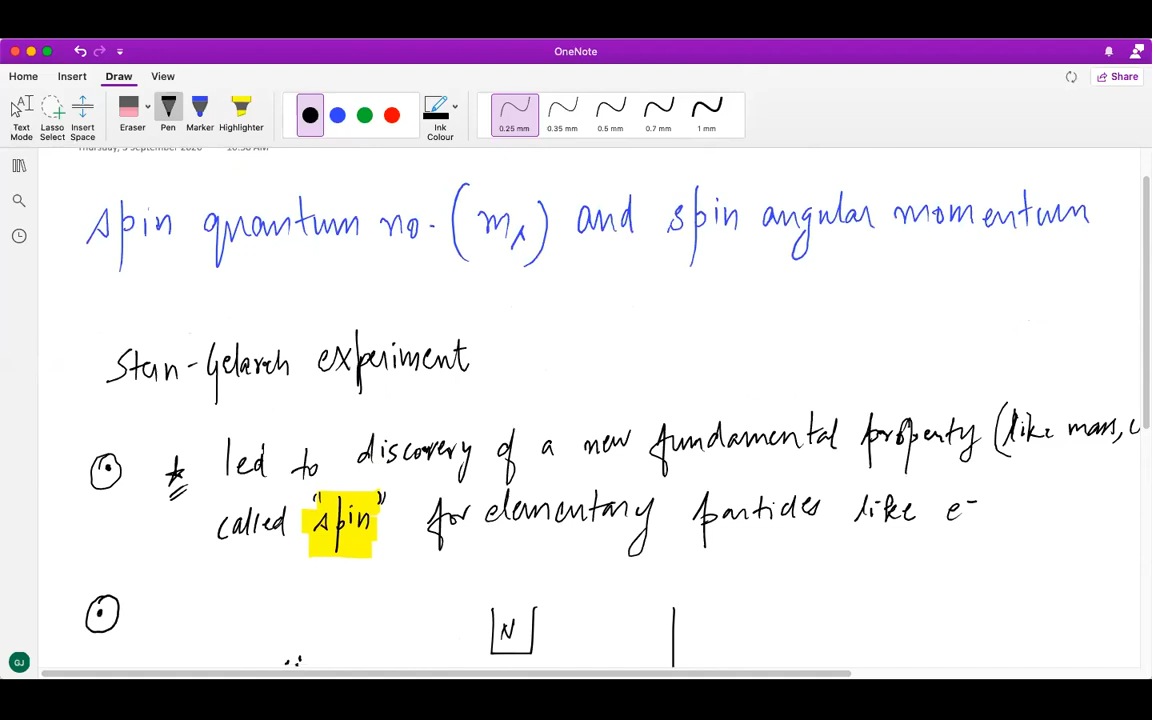 OneNote
Home Insert Draw View
Share
Text Mode
Lasso Select
Insert Space
Eraser
Pen
Marker
Highlighter
Ink Colour
0.25 mm
0.35 mm
0.5 mm
0.7 mm
1 mm
spin quantum no. (ms) and spin angular momentum
Stern-Gelarch experiment
* led to discovery of a new fundamental property (like mass, c
called "spin" for elementary particles like e-
N
GJ